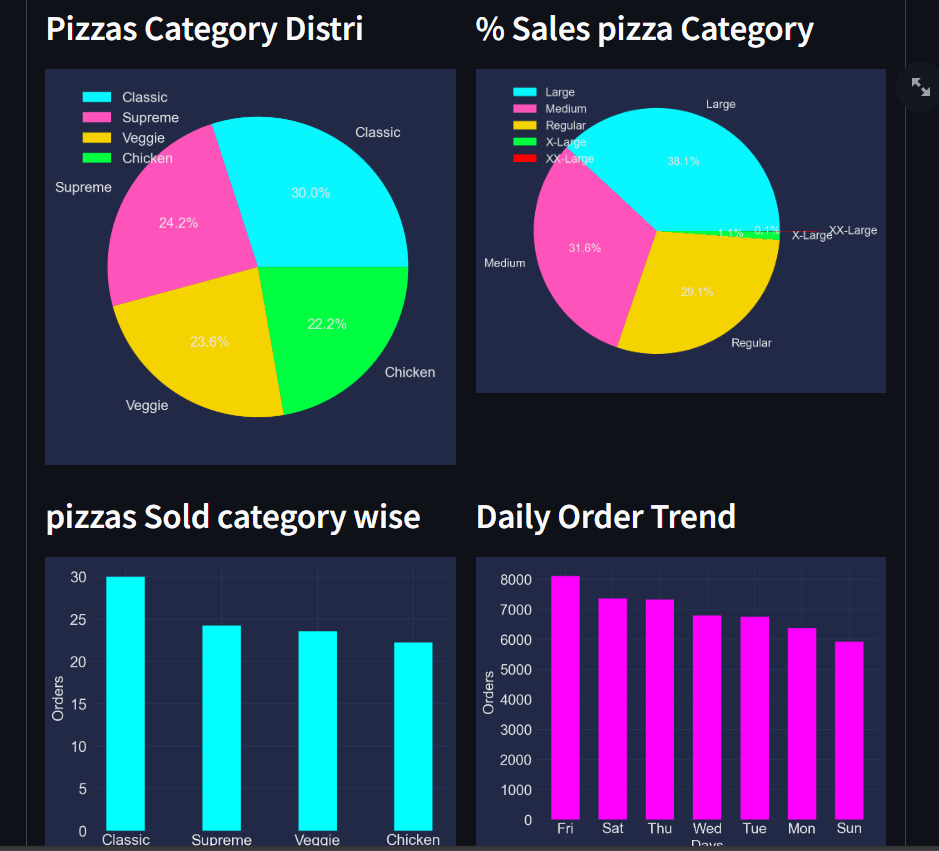 Pizzas Category Distri
% Sales pizza Category
Classic
Supreme
Veggie
Chicken
Classic
Supreme
30.0%
24.2%
23.6%
22.2%
Chicken
Veggie
Large
Medium
Regular
X-Large
XX-Large
Large
38.1%
1.1%
0.1%
X-Large
XX-Large
31.6%
Medium
29.1%
Regular
pizzas Sold category wise
Daily Order Trend
30
25
20
15
10
5
0
Orders
Classic
Supreme
Veggie
Chicken
8000
7000
6000
5000
4000
3000
2000
1000
0
Orders
Fri
Sat
Thu
Wed
Tue
Mon
Sun
Days